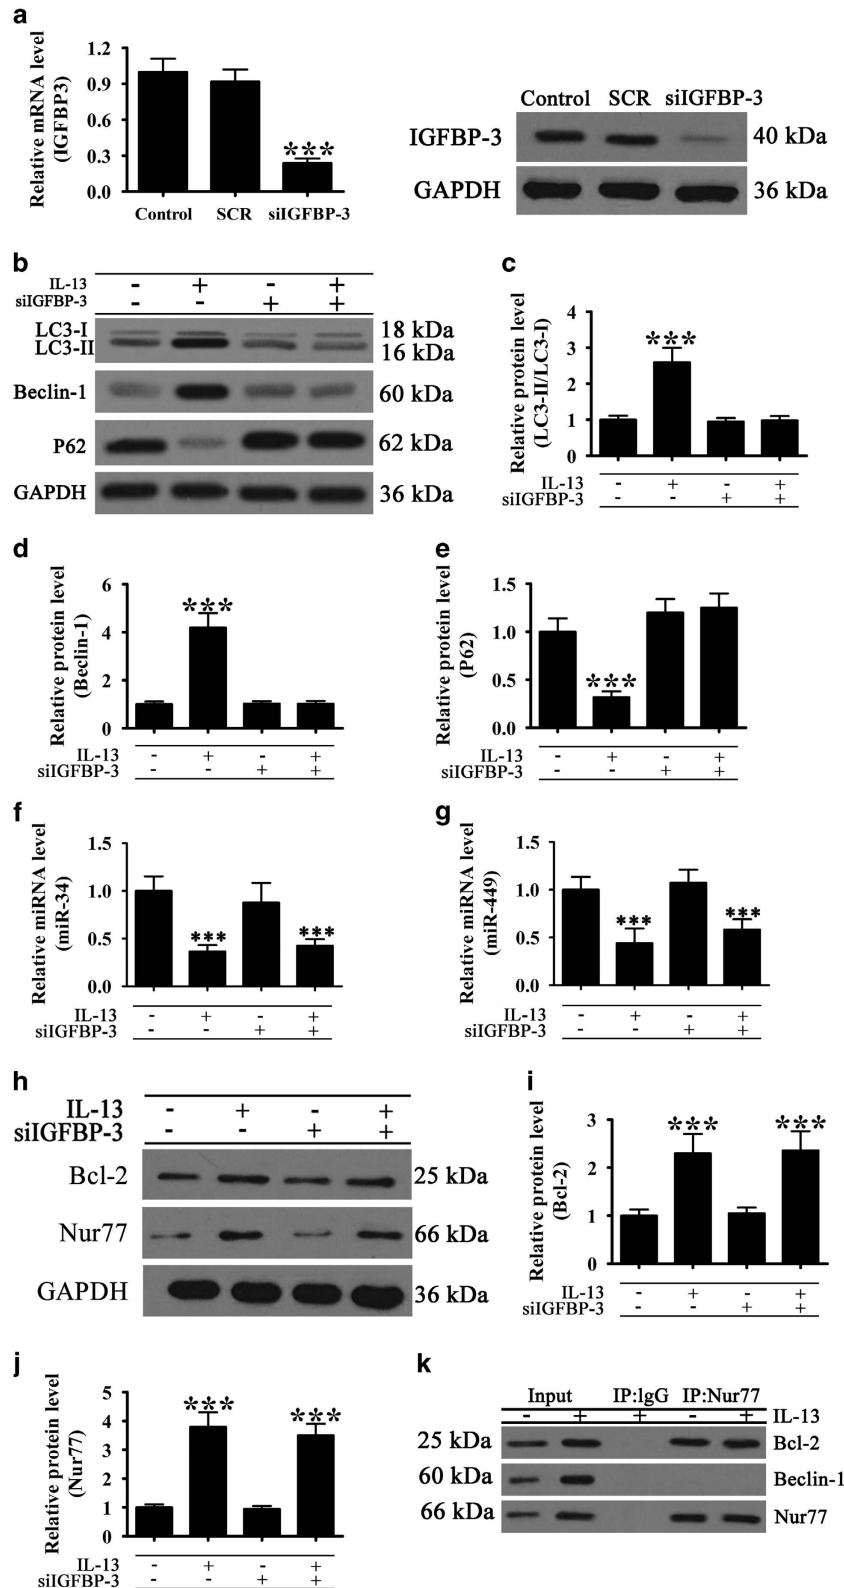 a
Relative mRNA level
(IGFBP3)
1.2
0.9
0.6
0.3
0.0
***
Control SCR siIGFBP-3
Control SCR siIGFBP-3
IGFBP-3 40 kDa
GAPDH 36 kDa
b
IL-13 - + - +
siIGFBP-3 - - + +
LC3-I 18 kDa
LC3-II 16 kDa
Beclin-1 60 kDa
P62 62 kDa
GAPDH 36 kDa
c
Relative protein level
(LC3-II/LC3-I)
4
3
2
1
0
***
IL-13 - + - +
siIGFBP-3 - - + +
d
Relative protein level
(Beclin-1)
6
4
2
0
***
IL-13 - + - +
siIGFBP-3 - - + +
e
Relative protein level
(P62)
1.5
1.0
0.5
0.0
***
IL-13 - + - +
siIGFBP-3 - - + +
f
Relative miRNA level
(miR-34)
1.5
1.0
0.5
0.0
*** ***
IL-13 - + - +
siIGFBP-3 - - + +
g
Relative miRNA level
(miR-449)
1.5
1.0
0.5
0.0
*** ***
IL-13 - + - +
siIGFBP-3 - - + +
h
IL-13 - + - +
siIGFBP-3 - - + +
Bcl-2 25 kDa
Nur77 66 kDa
GAPDH 36 kDa
i
Relative protein level
(Bcl-2)
3
2
1
0
*** ***
IL-13 - + - +
siIGFBP-3 - - + +
j
Relative protein level
(Nur77)
5
4
3
2
1
0
*** ***
IL-13 - + - +
siIGFBP-3 - - + +
k
Input IP:lgG IP:Nur77
- + + - + IL-13
25 kDa Bcl-2
60 kDa Beclin-1
66 kDa Nur77